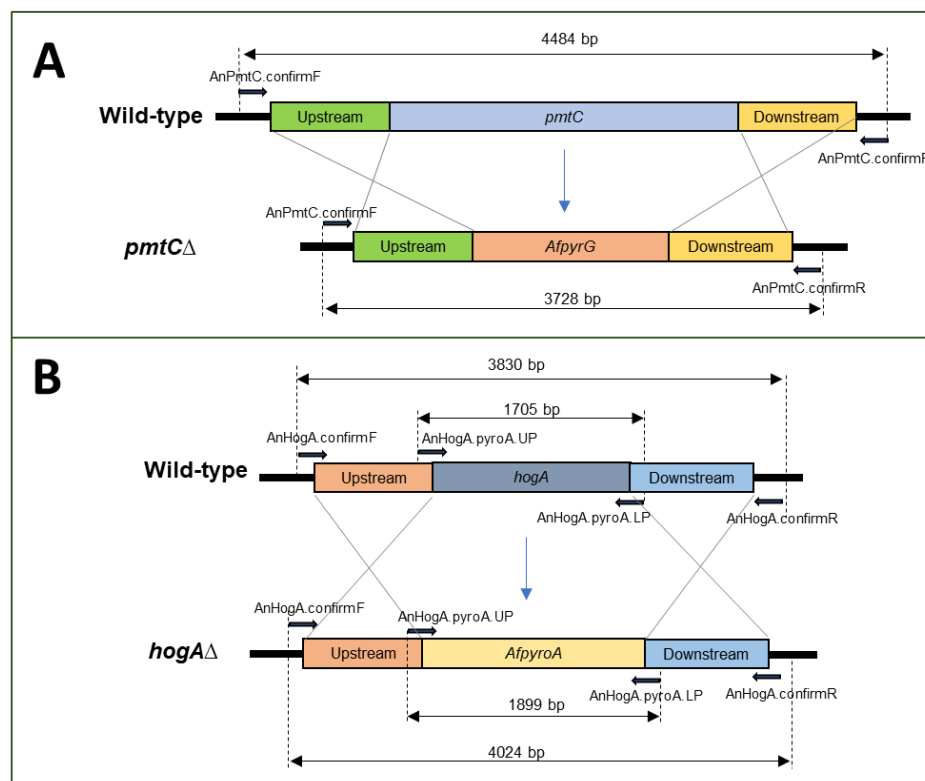 A
4484 bp
AnPmtC.confirmF
Wild-type
Upstream
pmtC
Downstream
AnPmtC.confirmR
AnPmtC.confirmF
pmtCΔ
Upstream
AfpyrG
Downstream
AnPmtC.confirmR
3728 bp
B
3830 bp
1705 bp
AnHogA.confirmF
AnHogA.pyroA.UP
Wild-type
Upstream
hogA
Downstream
AnHogA.pyroA.LP
AnHogA.confirmR
AnHogA.confirmF
AnHogA.pyroA.UP
hogAΔ
Upstream
AfpyroA
Downstream
AnHogA.pyroA.LP
AnHogA.confirmR
1899 bp
4024 bp